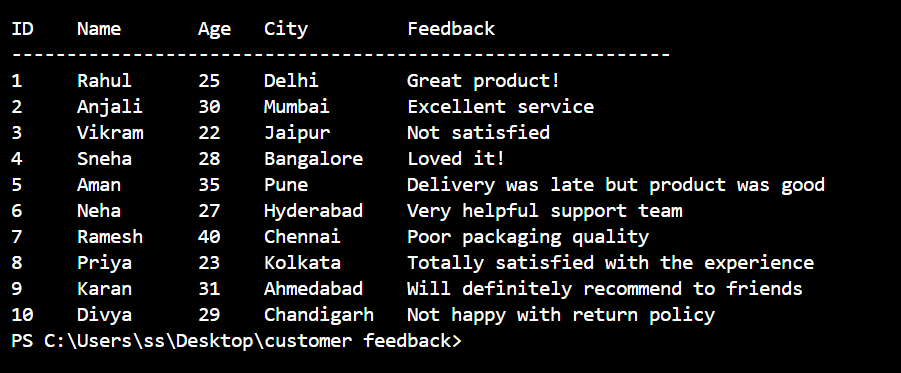 ID    Name       Age   City         Feedback
------------------------------------------------------------
1     Rahul      25    Delhi        Great product!
2     Anjali     30    Mumbai       Excellent service
3     Vikram     22    Jaipur       Not satisfied
4     Sneha      28    Bangalore    Loved it!
5     Aman       35    Pune         Delivery was late but product was good
6     Neha       27    Hyderabad    Very helpful support team
7     Ramesh     40    Chennai      Poor packaging quality
8     Priya      23    Kolkata      Totally satisfied with the experience
9     Karan      31    Ahmedabad    Will definitely recommend to friends
10    Divya      29    Chandigarh   Not happy with return policy
PS C:\Users\ss\Desktop\customer feedback>